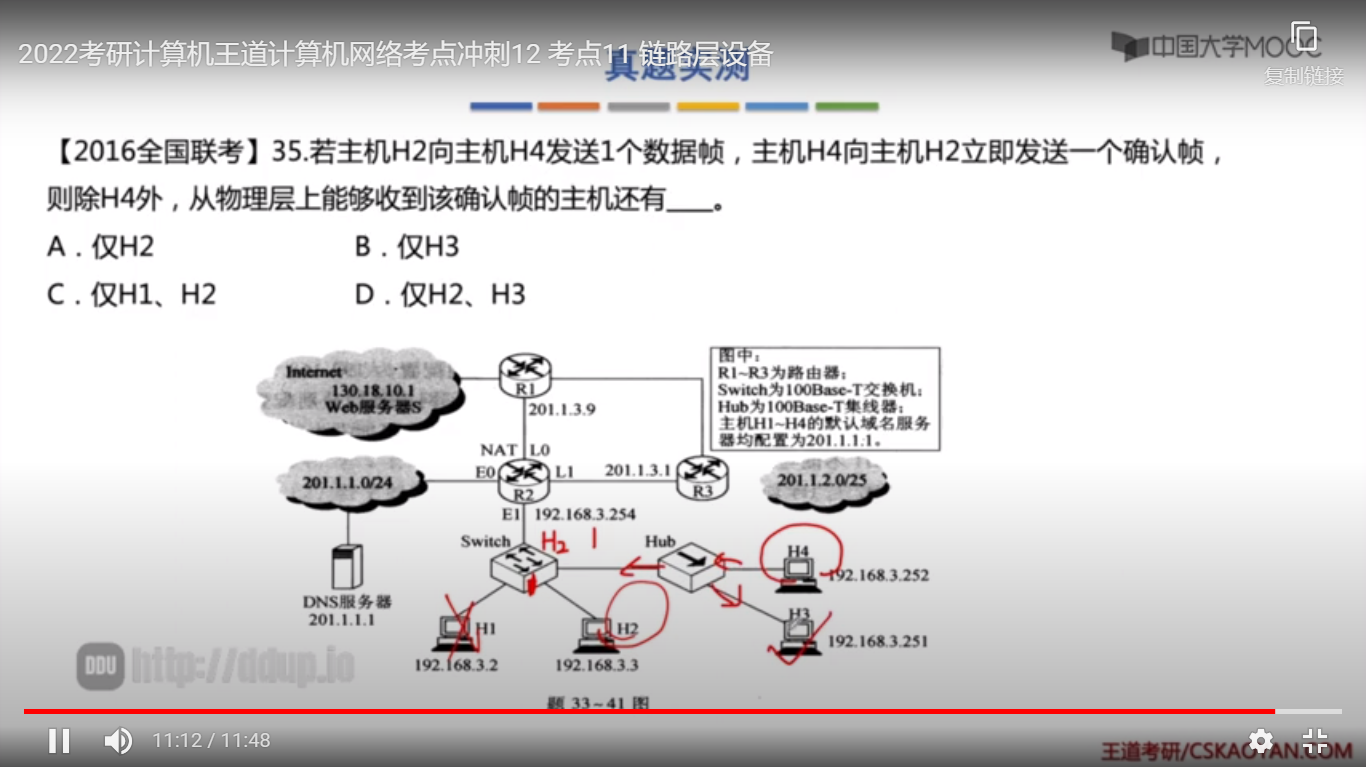 2022考研计算机王道计算机网络考点冲刺12 考点11 链路层设备
真题实测
中国大学MOOC
复制链接
【2016全国联考】35.若主机H2向主机H4发送1个数据帧，主机H4向主机H2立即发送一个确认帧，
则除H4外，从物理层上能够收到该确认帧的主机还有____。
A．仅H2 B．仅H3
C．仅H1、H2 D．仅H2、H3
图中：
R1~R3为路由器；
Switch为100Base-T交换机；
Hub为100Base-T集线器；
主机H1~H4的默认域名服务
器均配置为201.1.1.1。
Internet
130.18.10.1
Web服务器S
R1
201.1.3.9
NAT L0
201.1.1.0/24
E0
R2
L1
201.1.3.1
R3
201.1.2.0/25
E1
192.168.3.254
Switch
H2 1
Hub
H4
192.168.3.252
DNS服务器
201.1.1.1
H1
H2
H3
192.168.3.251
192.168.3.2
192.168.3.3
DDU http://ddup.io
题 33~41 图
11:12 / 11:48
王道考研/CSKAOYAN.COM